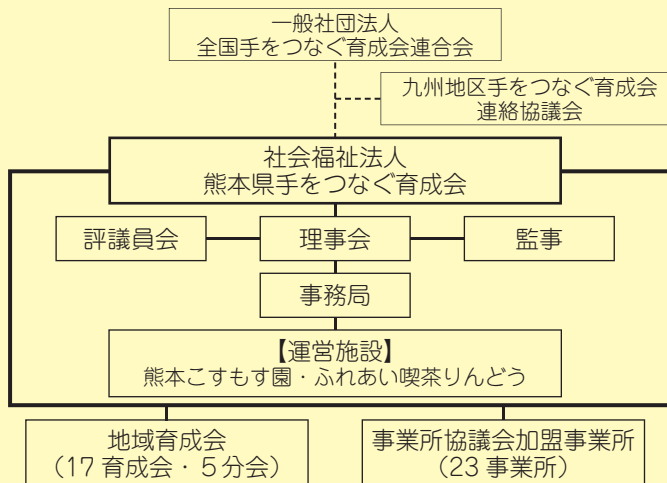 一般社団法人
全国手をつなぐ育成会連合会
九州地区手をつなぐ育成会
連絡協議会
社会福祉法人
熊本県手をつなぐ育成会
評議員会
理事会
監事
事務局
【運営施設】
熊本こすもす園・ふれあい喫茶りんどう
地域育成会
（17 育成会・５分会）
事業所協議会加盟事業所
（23 事業所）